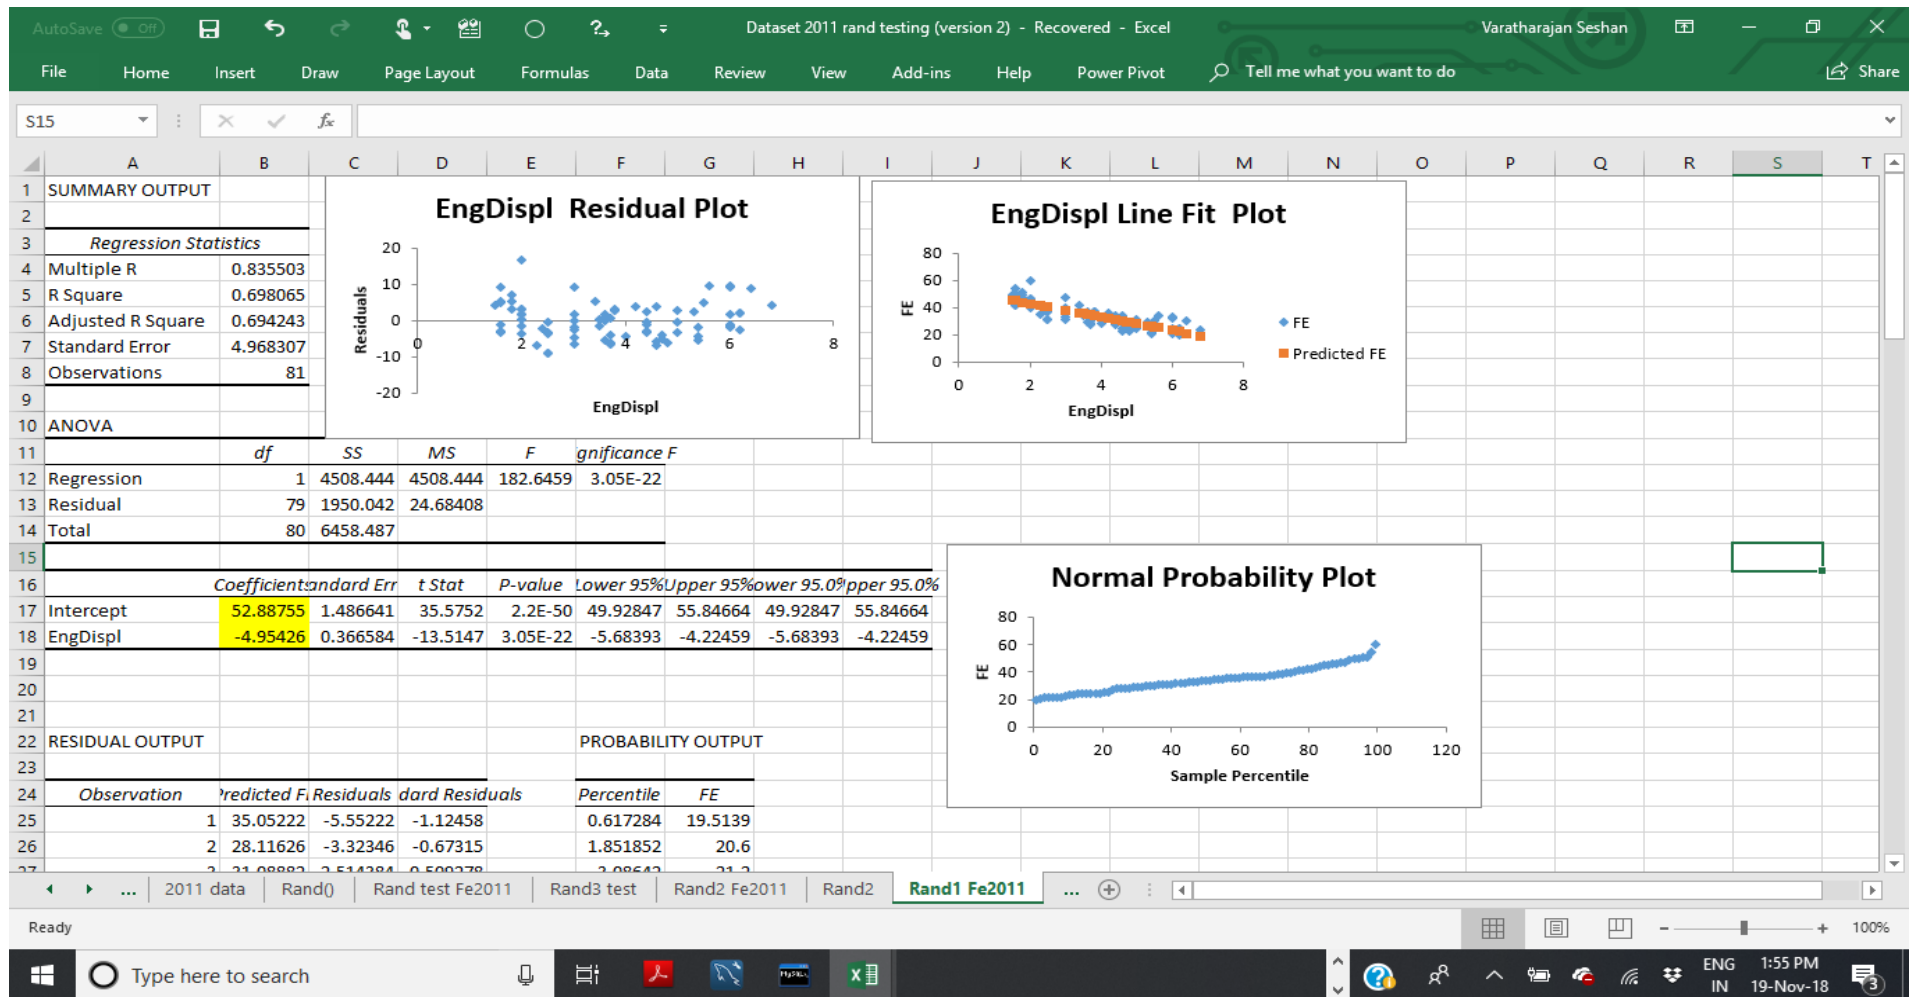 AutoSave Off Dataset 2011 rand testing (version 2) - Recovered - Excel Varatharajan Seshan
File Home Insert Draw Page Layout Formulas Data Review View Add-ins Help Power Pivot Tell me what you want to do Share
S15 fx
A B C D E F G H I J K L M N O P Q R S T
1 SUMMARY OUTPUT
2
3 Regression Statistics
4 Multiple R 0.835503
5 R Square 0.698065
6 Adjusted R Square 0.694243
7 Standard Error 4.968307
8 Observations 81
9
10 ANOVA
EngDispl Residual Plot
20
10
0
-10
-20
Residuals
0 2 4 6 8
EngDispl
EngDispl Line Fit Plot
80
60
40
20
0
FE
0 2 4 6 8
EngDispl
FE
Predicted FE
11 df SS MS F gnificance F
12 Regression 1 4508.444 4508.444 182.6459 3.05E-22
13 Residual 79 1950.042 24.68408
14 Total 80 6458.487
15
16 Coefficients andard Err t Stat P-value Lower 95% Upper 95% ower 95.0% pper 95.0%
17 Intercept 52.88755 1.486641 35.5752 2.2E-50 49.92847 55.84664 49.92847 55.84664
18 EngDispl -4.95426 0.366584 -13.5147 3.05E-22 -5.68393 -4.22459 -5.68393 -4.22459
19
20
21
Normal Probability Plot
80
60
40
20
0
FE
0 20 40 60 80 100 120
Sample Percentile
22 RESIDUAL OUTPUT PROBABILITY OUTPUT
23
24 Observation Predicted F Residuals dard Residuals Percentile FE
25 1 35.05222 -5.55222 -1.12458 0.617284 19.5139
26 2 28.11626 -3.32346 -0.67315 1.851852 20.6
... 2011 data Rand() Rand test Fe2011 Rand3 test Rand2 Fe2011 Rand2 Rand1 Fe2011 ...
Ready 100%
Type here to search
MySQL
ENG 1:55 PM
IN 19-Nov-18 3